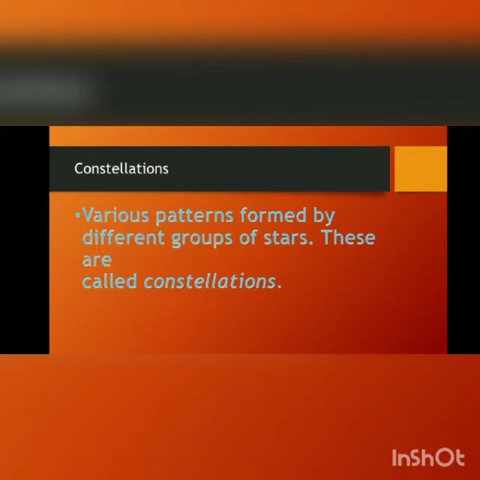 Constellations
•Various patterns formed by
different groups of stars. These
are
called constellations.
InShOt